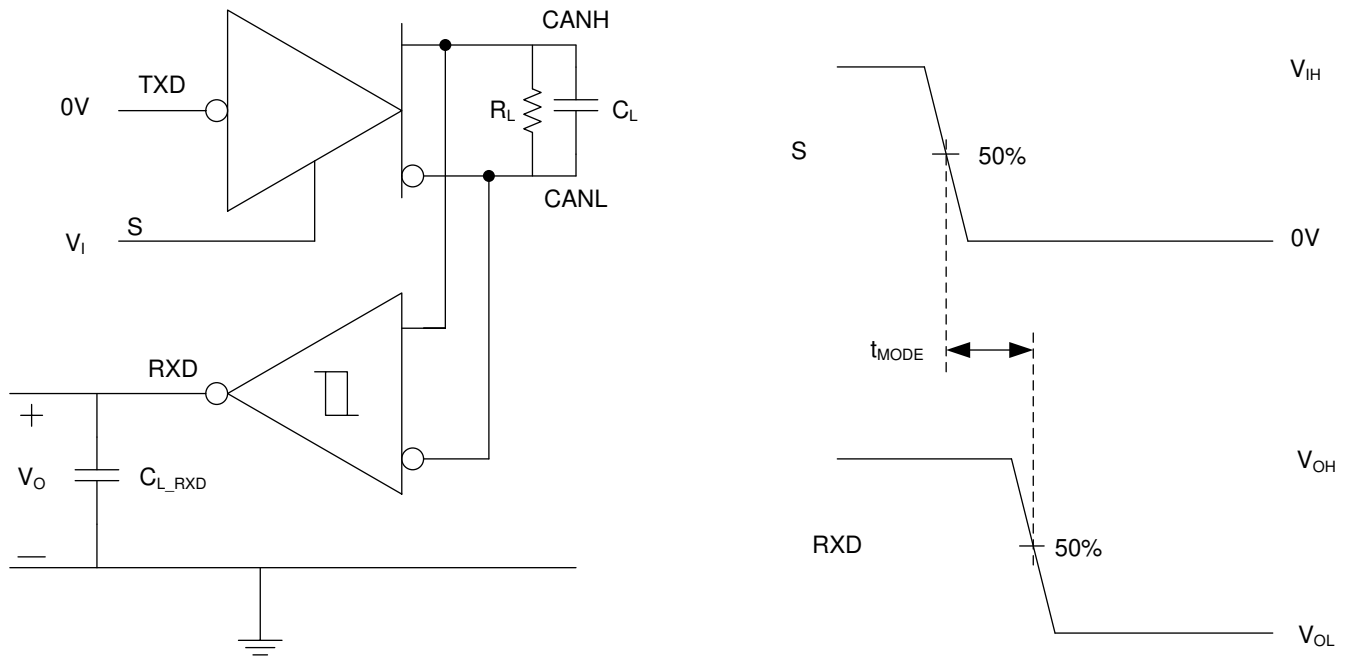 CANH
TXD
0V
R_L
C_L
CANL
S
V_I
RXD
+
V_O
C_L_RXD
—
V_IH
S
50%
0V
t_MODE
V_OH
RXD
50%
V_OL